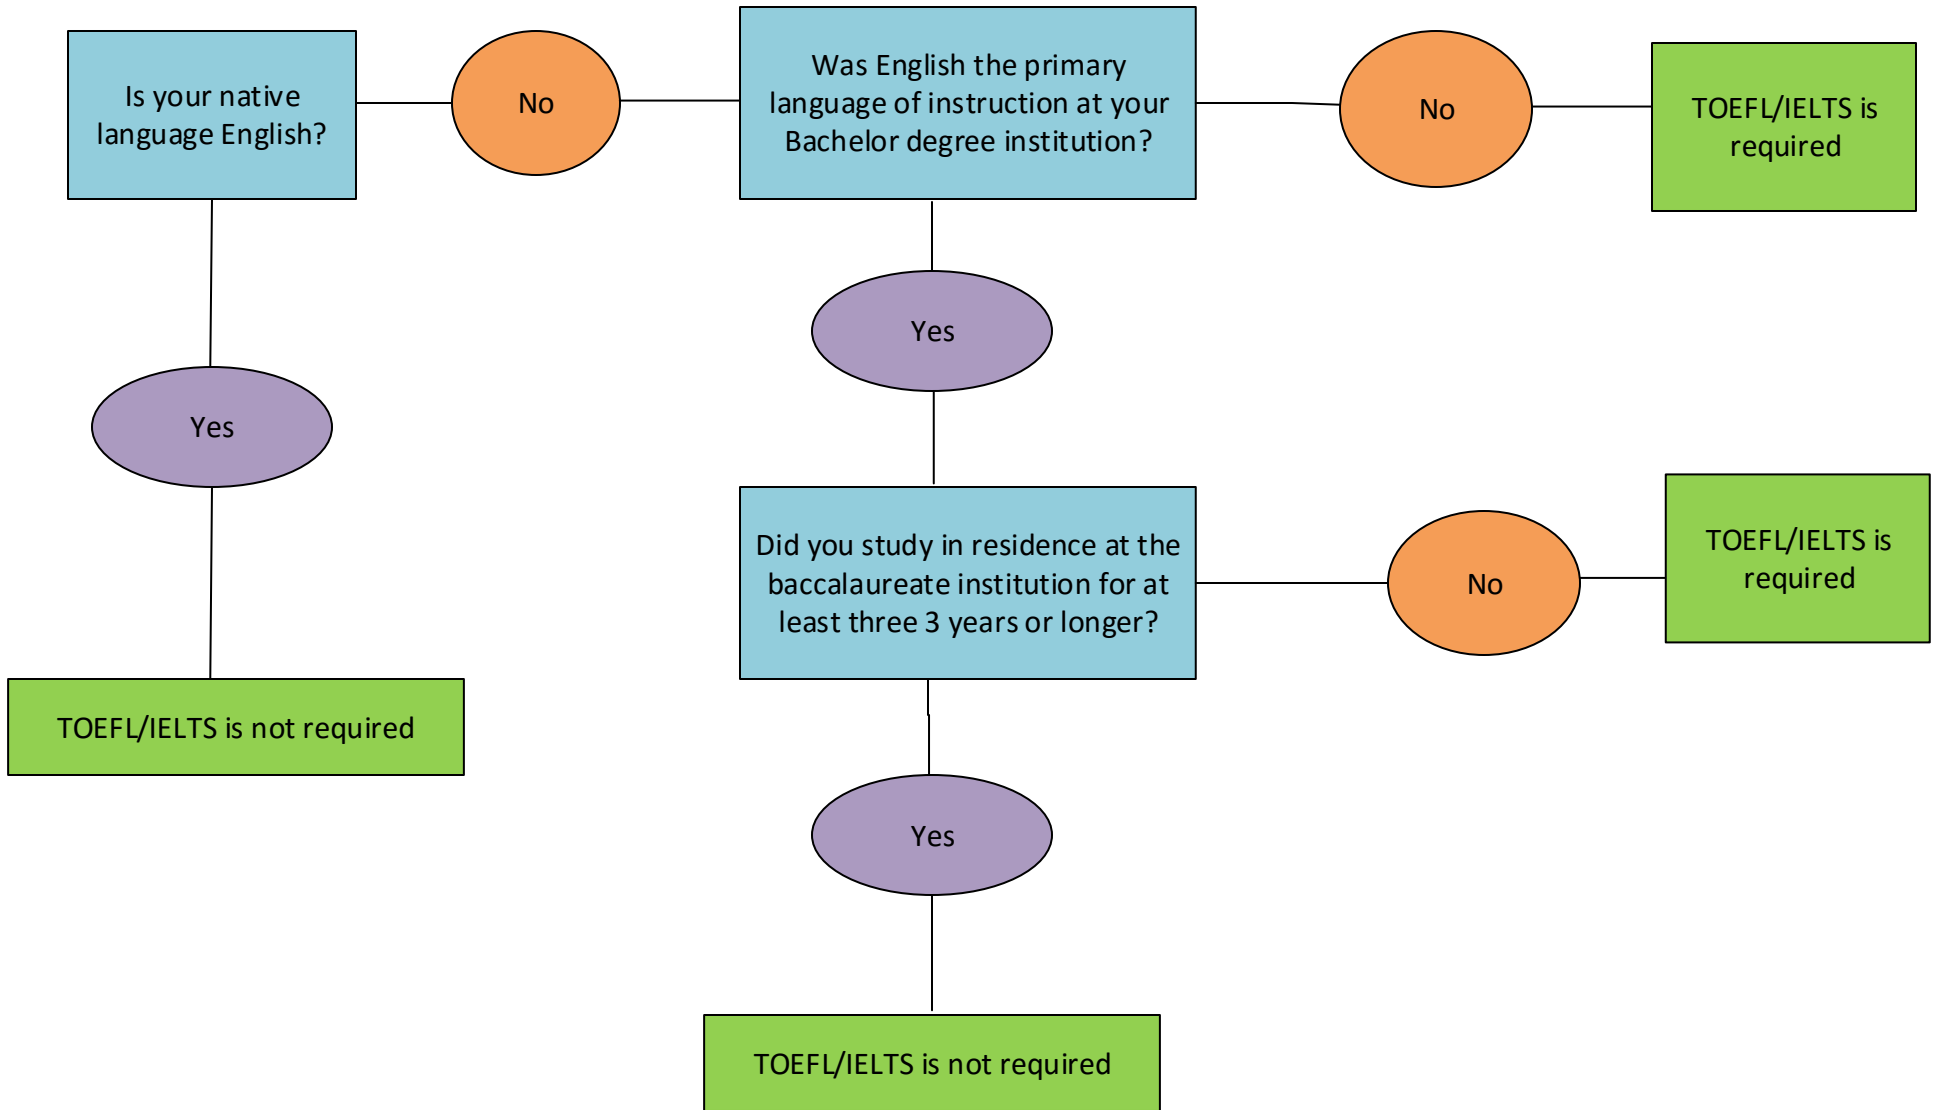 Is your native
language English?
No
Was English the primary
language of instruction at your
Bachelor degree institution?
No
TOEFL/IELTS is
required
Yes
Yes
Did you study in residence at the
baccalaureate institution for at
least three 3 years or longer?
No
TOEFL/IELTS is
required
TOEFL/IELTS is not required
Yes
TOEFL/IELTS is not required